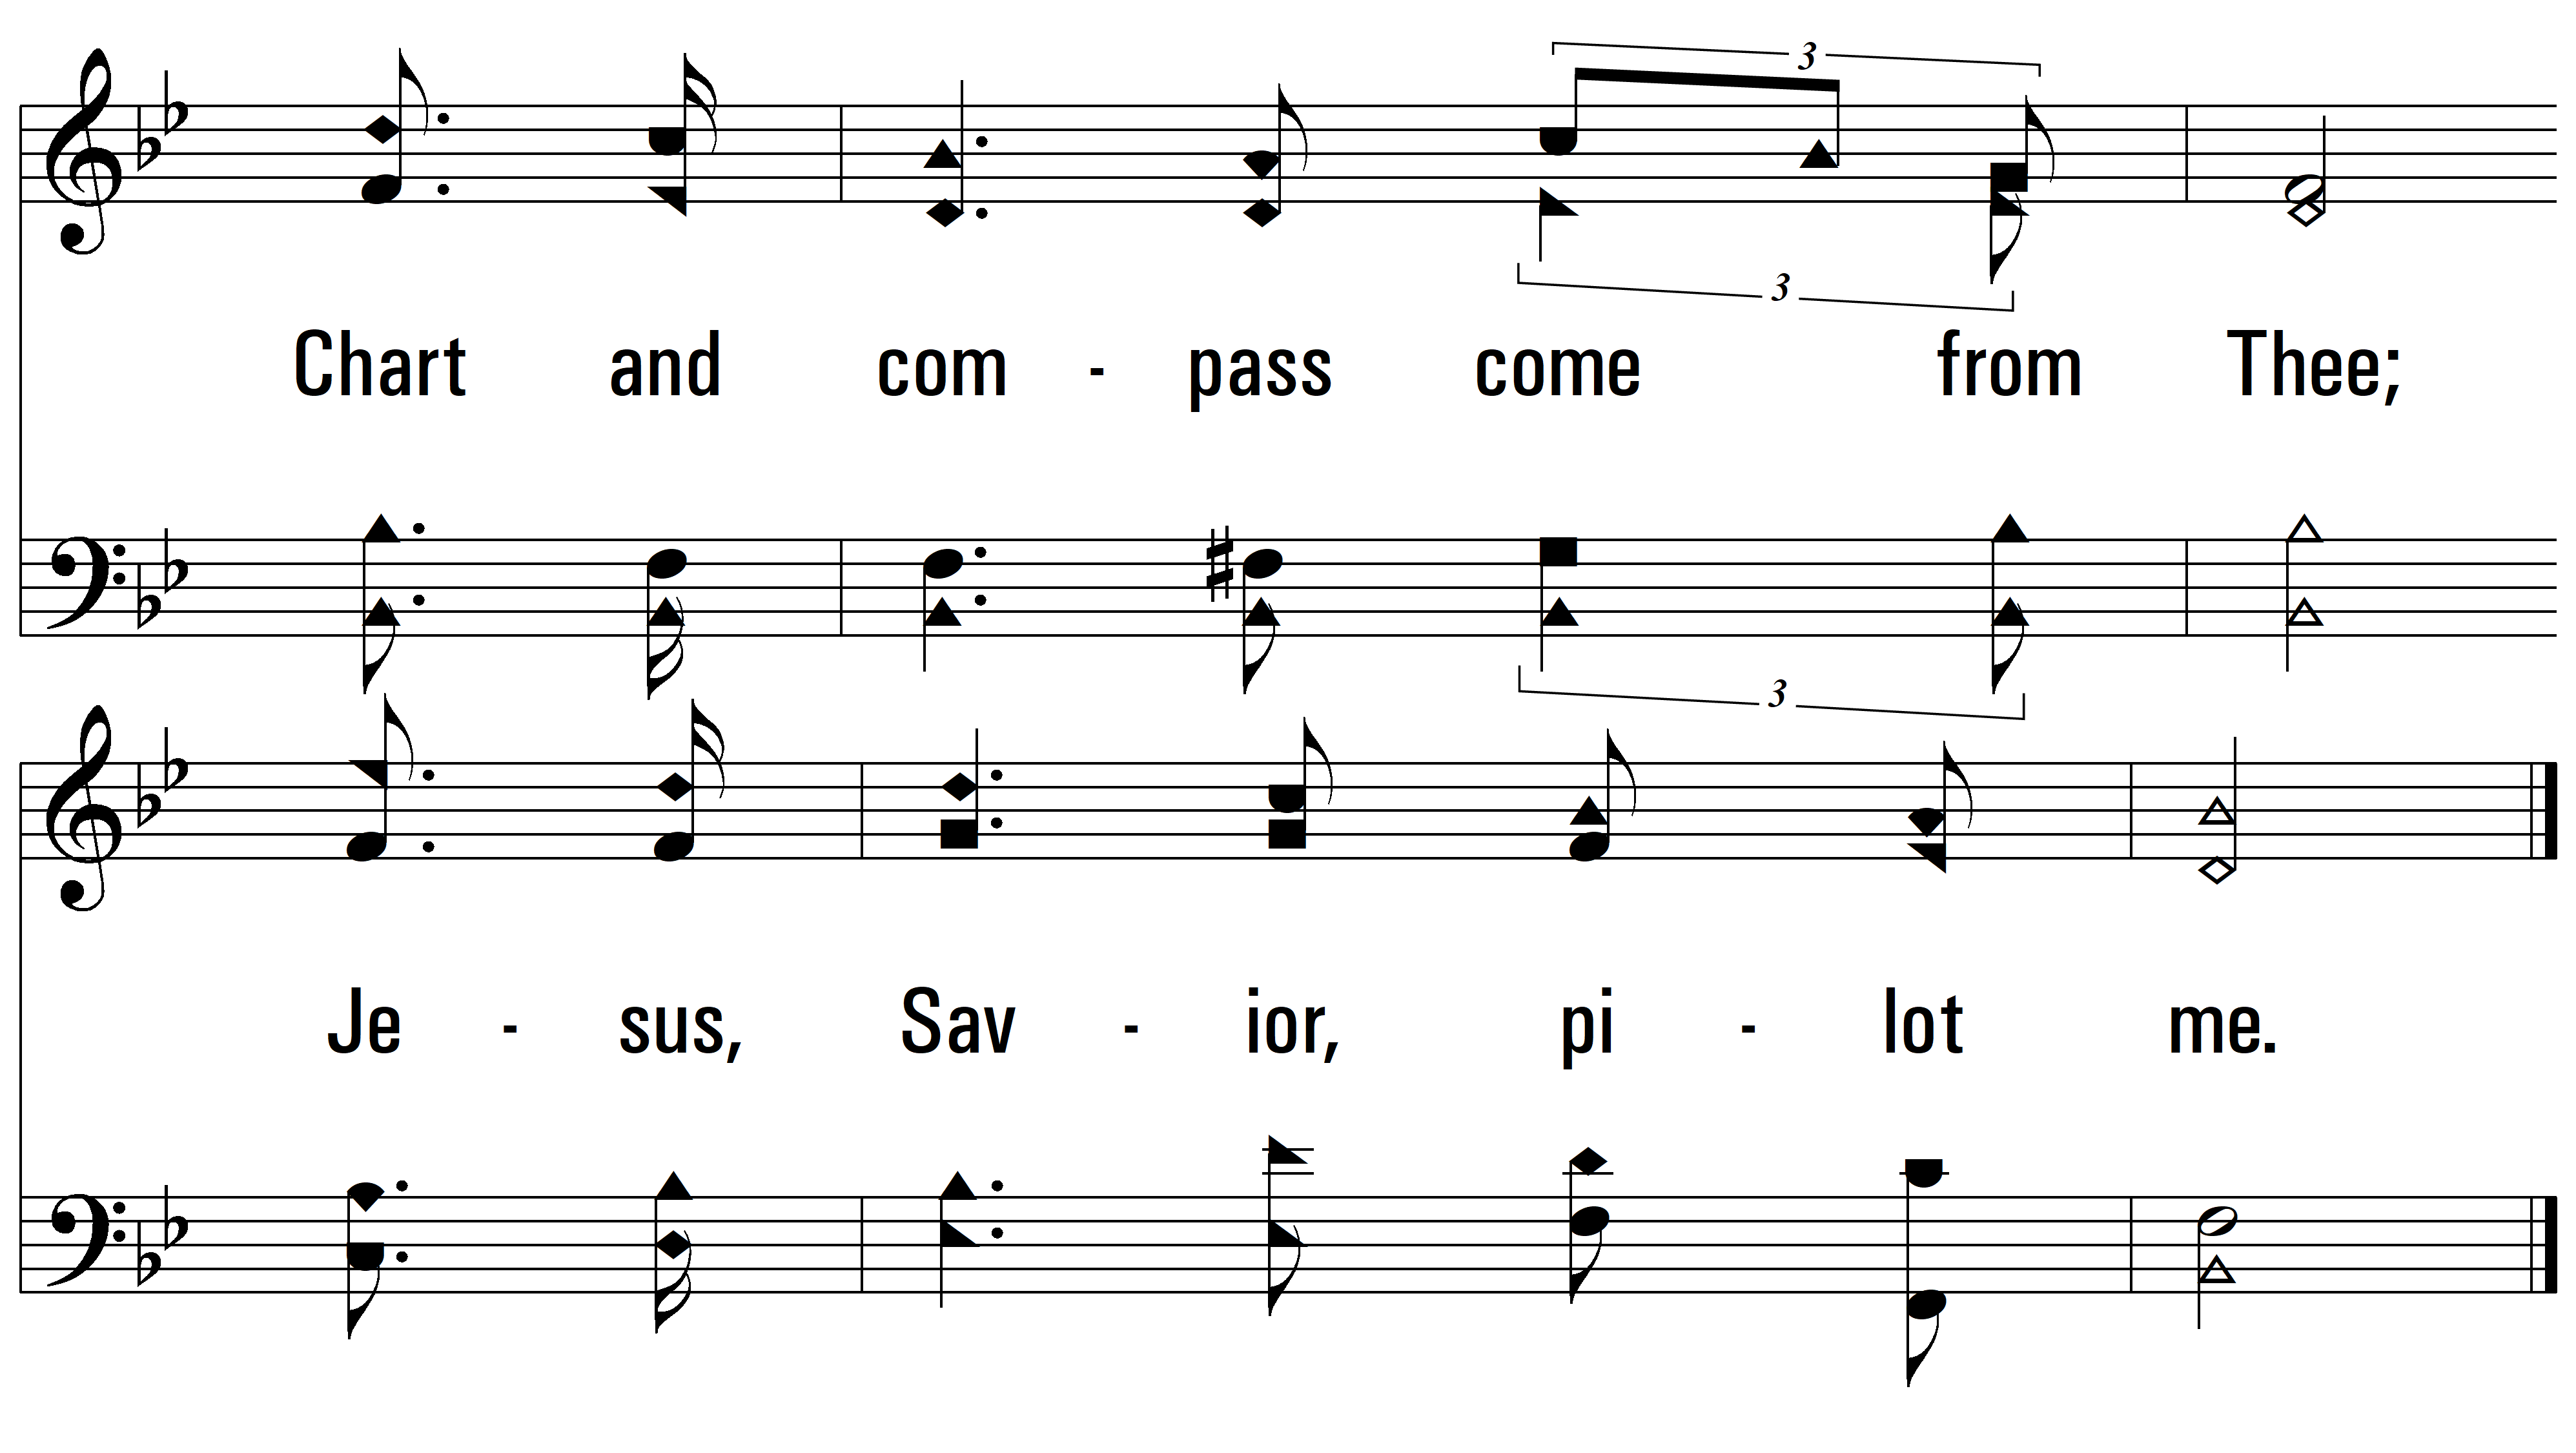 3
3
Chart and com - pass come from Thee;
3
Je - sus, Sav - ior, pi - lot me.